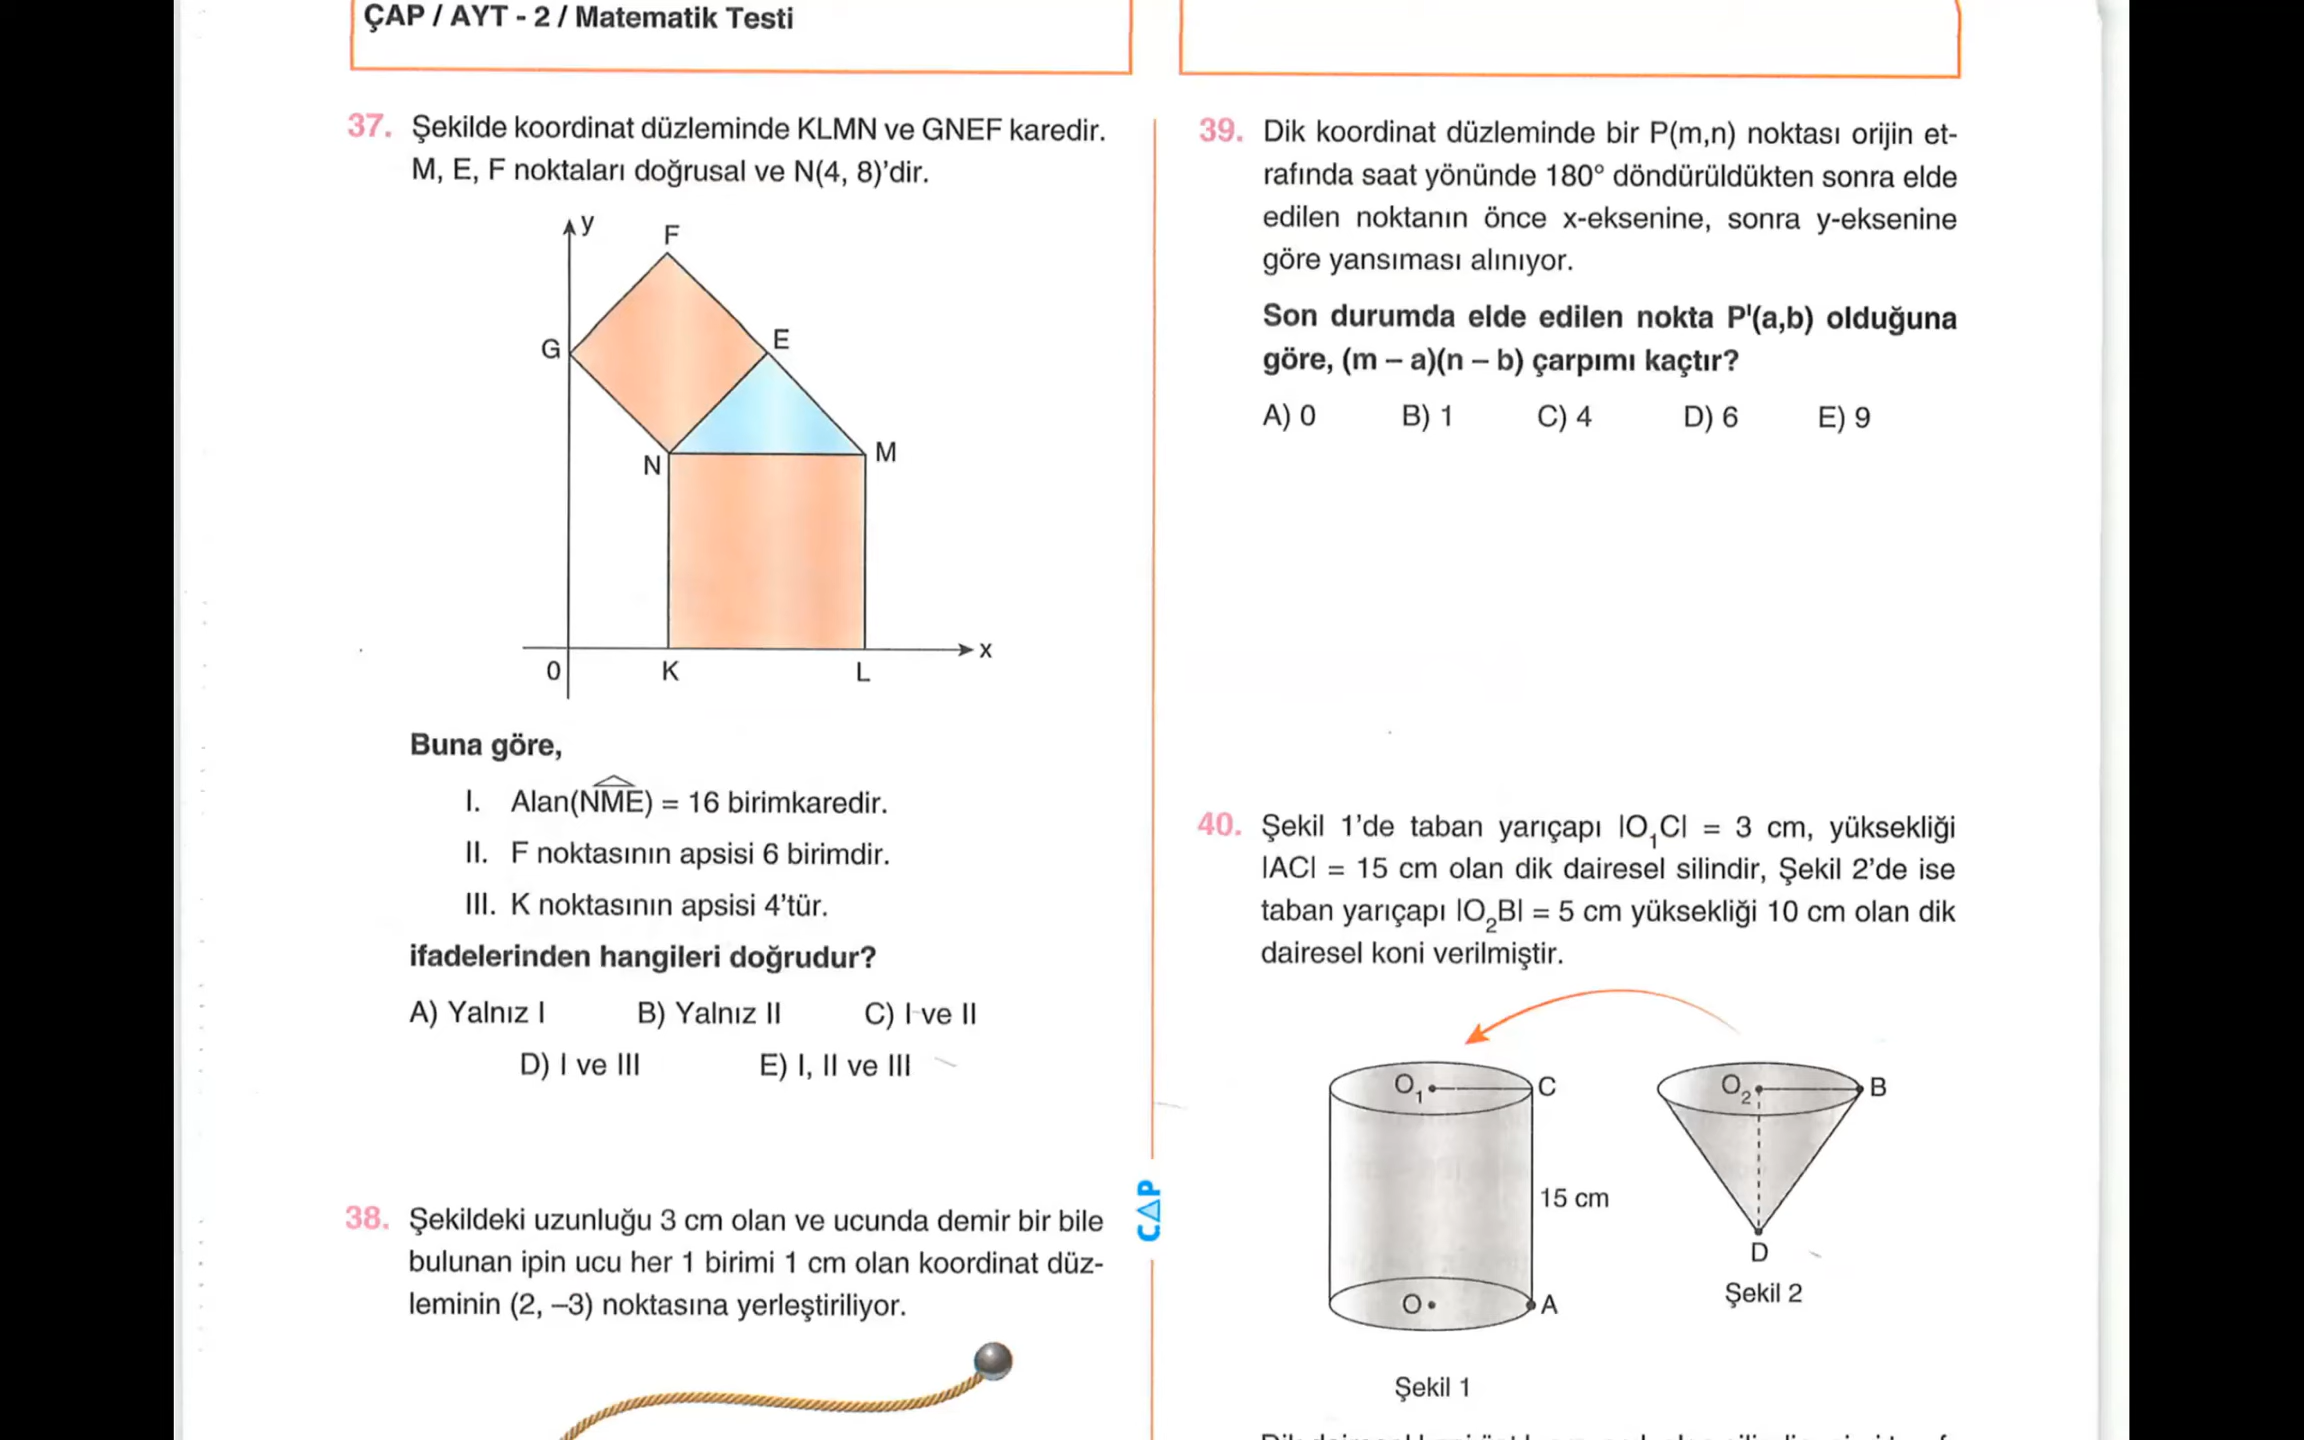 ÇAP / AYT - 2 / Matematik Testi
37. Şekilde koordinat düzleminde KLMN ve GNEF karedir.
M, E, F noktaları doğrusal ve N(4, 8)'dir.
y
F
G
E
N
M
0
K
L
x
Buna göre,
I. Alan(NME) = 16 birimkaredir.
II. F noktasının apsisi 6 birimdir.
III. K noktasının apsisi 4'tür.
ifadelerinden hangileri doğrudur?
A) Yalnız I B) Yalnız II C) I ve II
D) I ve III E) I, II ve III
38. Şekildeki uzunluğu 3 cm olan ve ucunda demir bir bile
bulunan ipin ucu her 1 birimi 1 cm olan koordinat düz-
leminin (2, –3) noktasına yerleştiriliyor.
ÇAP
39. Dik koordinat düzleminde bir P(m,n) noktası orijin et-
rafında saat yönünde 180° döndürüldükten sonra elde
edilen noktanın önce x-eksenine, sonra y-eksenine
göre yansıması alınıyor.
Son durumda elde edilen nokta P'(a,b) olduğuna
göre, (m – a)(n – b) çarpımı kaçtır?
A) 0 B) 1 C) 4 D) 6 E) 9
40. Şekil 1'de taban yarıçapı |O₁C| = 3 cm, yüksekliği
|AC| = 15 cm olan dik dairesel silindir, Şekil 2'de ise
taban yarıçapı |O₂B| = 5 cm yüksekliği 10 cm olan dik
dairesel koni verilmiştir.
O₁
C
O₂
B
15 cm
D
O
A
Şekil 2
Şekil 1